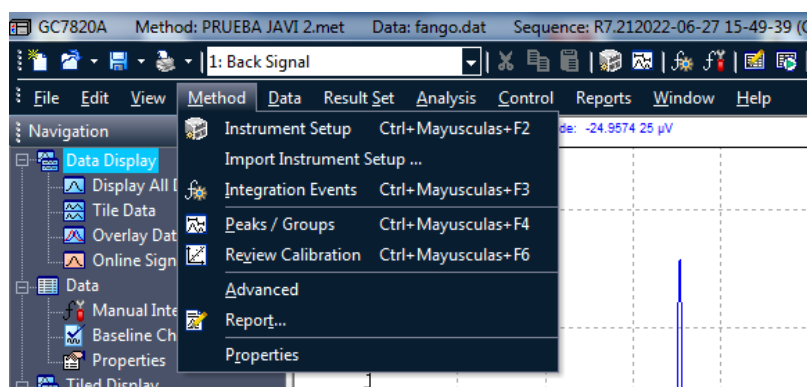 GC7820A Method: PRUEBA JAVI 2.met Data: fango.dat Sequence: R7.212022-06-27 15-49-39 (
1: Back Signal
File Edit View Method Data Result Set Analysis Control Reports Window Help
Navigation
de: -24.9574 25 µV
Instrument Setup Ctrl+Mayusculas+F2
Import Instrument Setup ...
Integration Events Ctrl+Mayusculas+F3
Peaks / Groups Ctrl+Mayusculas+F4
Review Calibration Ctrl+Mayusculas+F6
Advanced
Report...
Properties
Data Display
Display All
Tile Data
Overlay Dat
Online Sign
Data
Manual Inte
Baseline Ch
Properties
Tiled Display